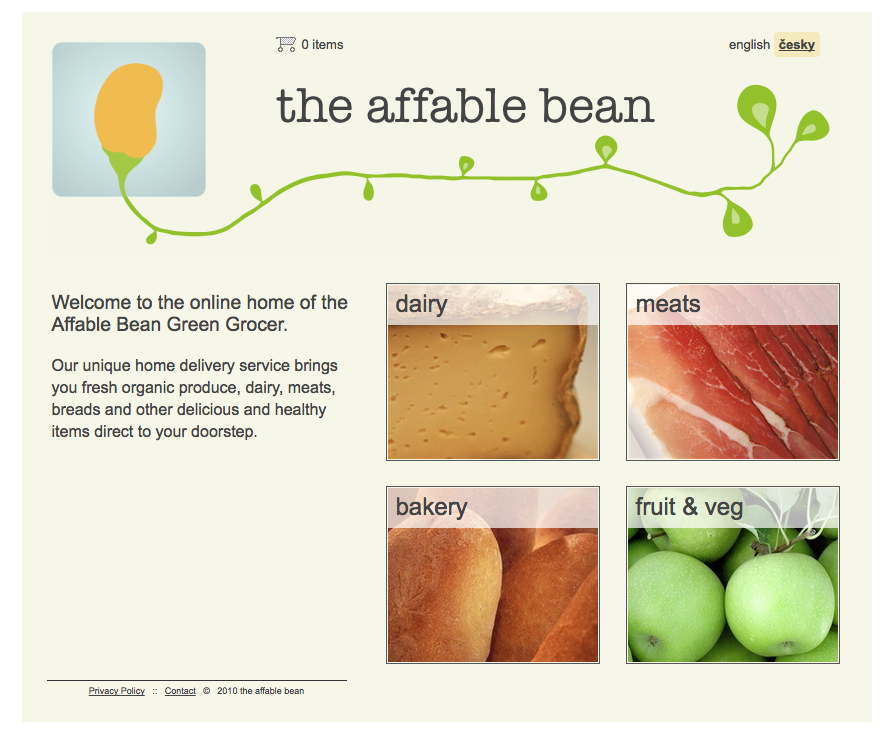 0 items
english česky
the affable bean
Welcome to the online home of the
Affable Bean Green Grocer.
Our unique home delivery service brings
you fresh organic produce, dairy, meats,
breads and other delicious and healthy
items direct to your doorstep.
dairy
meats
bakery
fruit & veg
Privacy Policy :: Contact © 2010 the affable bean